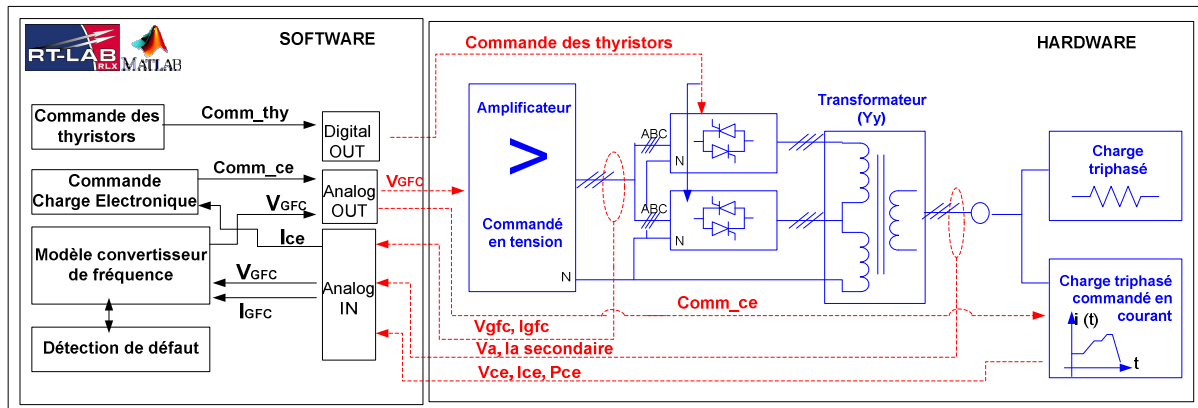 RT-LAB
RLX
MATLAB
SOFTWARE
Commande des
thyristors
Comm_thy
Digital
OUT
Commande
Charge Electronique
Comm_ce
Analog
OUT
VGFC
Ice
Modèle convertisseur
de fréquence
VGFC
IGFC
Analog
IN
Détection de défaut
HARDWARE
Commande des thyristors
VGFC
Amplificateur
>
Commandé
en tension
N
ABC
N
ABC
N
Transformateur
(Yy)
Charge
triphasé
Charge triphasé
commandé en
courant
i (t)
t
Comm_ce
Vgfc, Igfc
Va, Ia secondaire
Vce, Ice, Pce